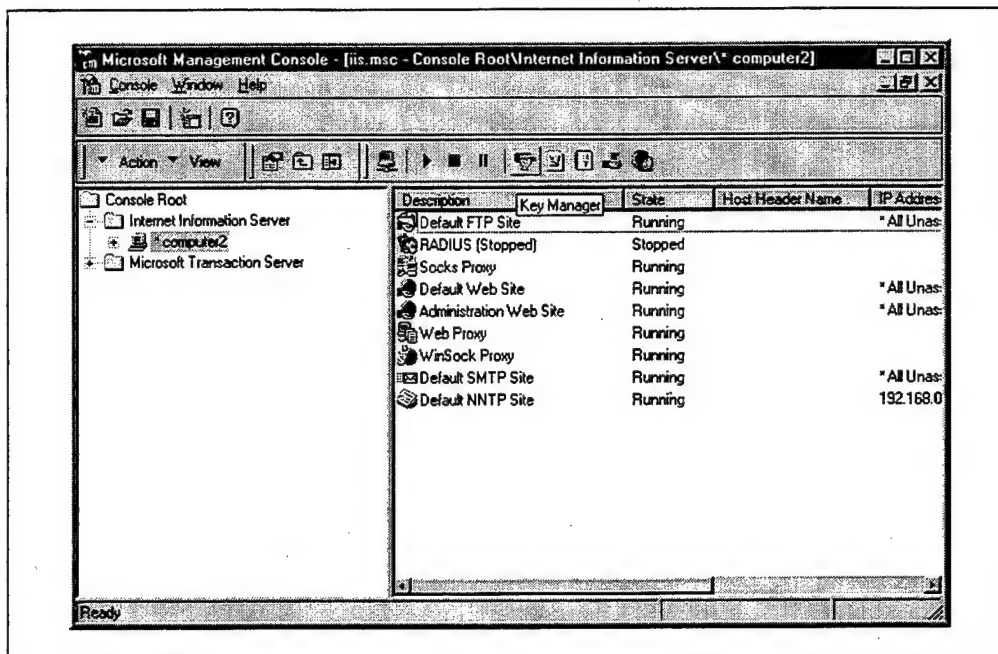 Microsoft Management Console - [iis.msc - Console Root\Internet Information Server\* computer2]
Console Window Help
Action View
Console Root
Internet Information Server
* computer2
Microsoft Transaction Server
Description State Host Header Name IP Addres
Key Manager
Default FTP Site Running * All Unas
RADIUS (Stopped) Stopped
Socks Proxy Running
Default Web Site Running * All Unas
Administration Web Site Running * All Unas
Web Proxy Running
WinSock Proxy Running
Default SMTP Site Running * All Unas
Default NNTP Site Running 192.168.0
Ready